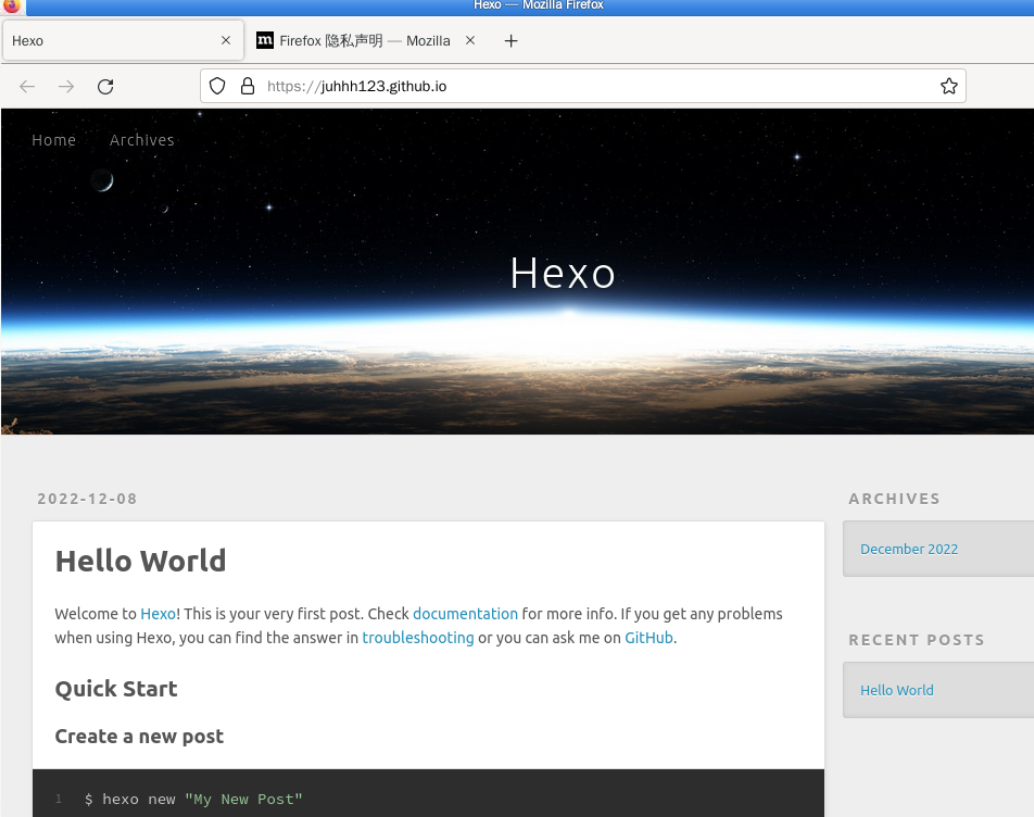 Hexo — Mozilla Firefox
Hexo
m Firefox 隐私声明 — Mozilla
https://juhhh123.github.io
Home Archives
Hexo
2022-12-08
Hello World
Welcome to Hexo! This is your very first post. Check documentation for more info. If you get any problems
when using Hexo, you can find the answer in troubleshooting or you can ask me on GitHub.
Quick Start
Create a new post
1 $ hexo new "My New Post"
ARCHIVES
December 2022
RECENT POSTS
Hello World